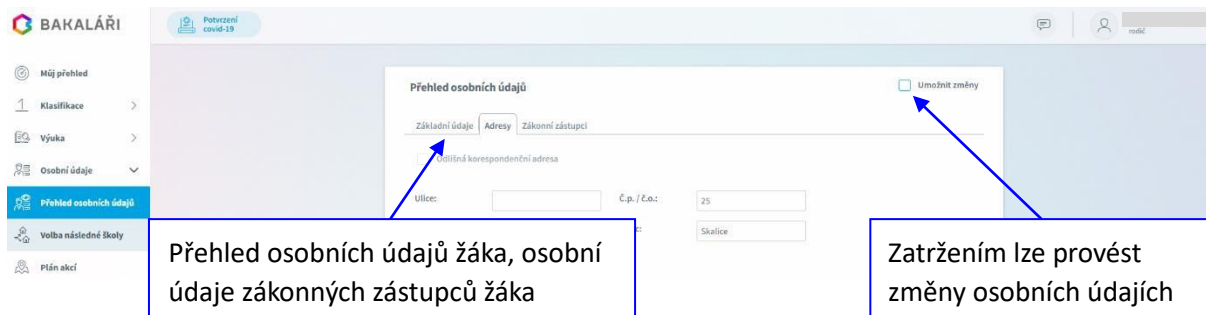 BAKALÁŘI
Potvrzení
covid-19
rodič
Můj přehled
Klasifikace
Výuka
Osobní údaje
Přehled osobních údajů
Volba následné školy
Plán akcí
Přehled osobních údajů
Umožnit změny
Základní údaje Adresy Zákonní zástupci
Odlišná korespondenční adresa
Ulice:
Č.p. / č.o.: 25
Skalice
Přehled osobních údajů žáka, osobní
údaje zákonných zástupců žáka
Zatržením lze provést
změny osobních údajích